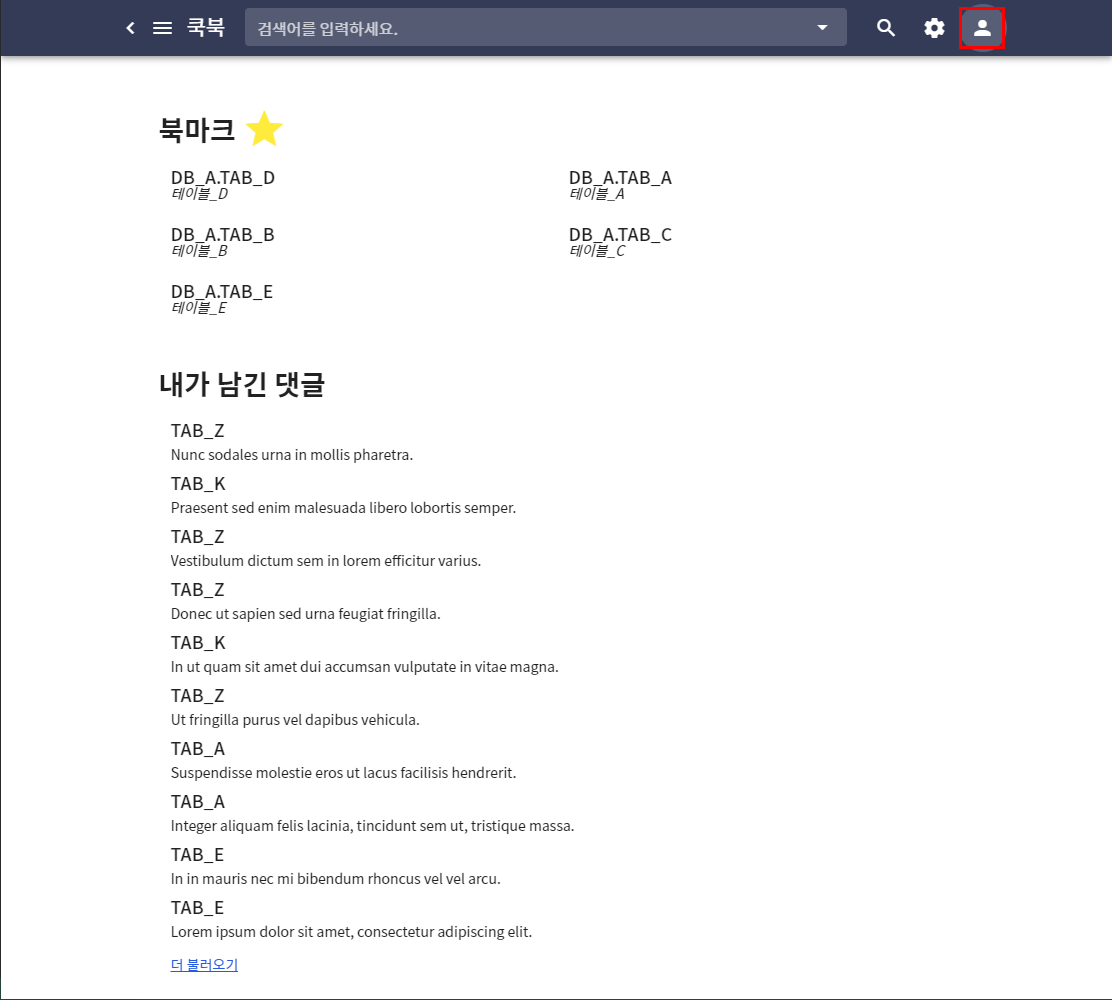 쿡북
검색어를 입력하세요.
북마크
DB_A.TAB_D
테이블_D
DB_A.TAB_A
테이블_A
DB_A.TAB_B
테이블_B
DB_A.TAB_C
테이블_C
DB_A.TAB_E
테이블_E
내가 남긴 댓글
TAB_Z
Nunc sodales urna in mollis pharetra.
TAB_K
Praesent sed enim malesuada libero lobortis semper.
TAB_Z
Vestibulum dictum sem in lorem efficitur varius.
TAB_Z
Donec ut sapien sed urna feugiat fringilla.
TAB_K
In ut quam sit amet dui accumsan vulputate in vitae magna.
TAB_Z
Ut fringilla purus vel dapibus vehicula.
TAB_A
Suspendisse molestie eros ut lacus facilisis hendrerit.
TAB_A
Integer aliquam felis lacinia, tincidunt sem ut, tristique massa.
TAB_E
In in mauris nec mi bibendum rhoncus vel vel arcu.
TAB_E
Lorem ipsum dolor sit amet, consectetur adipiscing elit.
더 불러오기